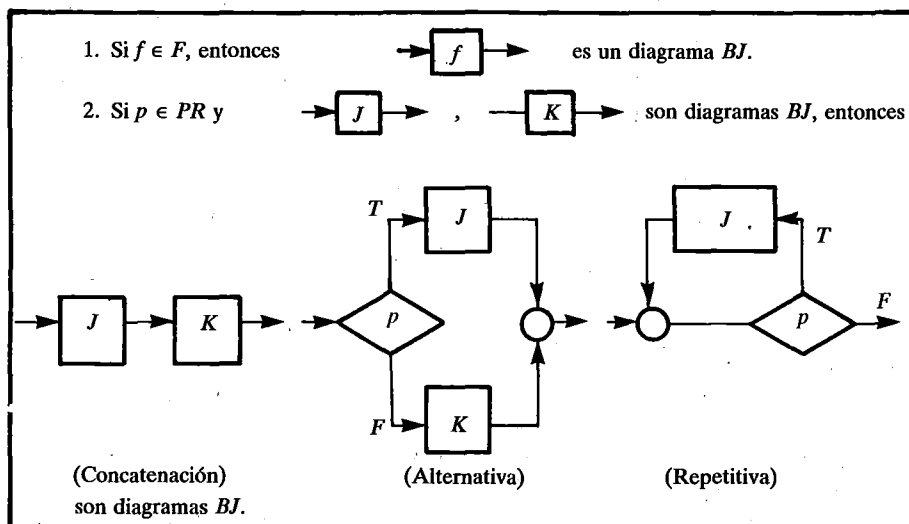 1. Si f ∈ F, entonces f es un diagrama BJ.
2. Si p ∈ PR y J , K son diagramas BJ, entonces
T J J T
J K p p F
F K
(Concatenación) (Alternativa) (Repetitiva)
son diagramas BJ.